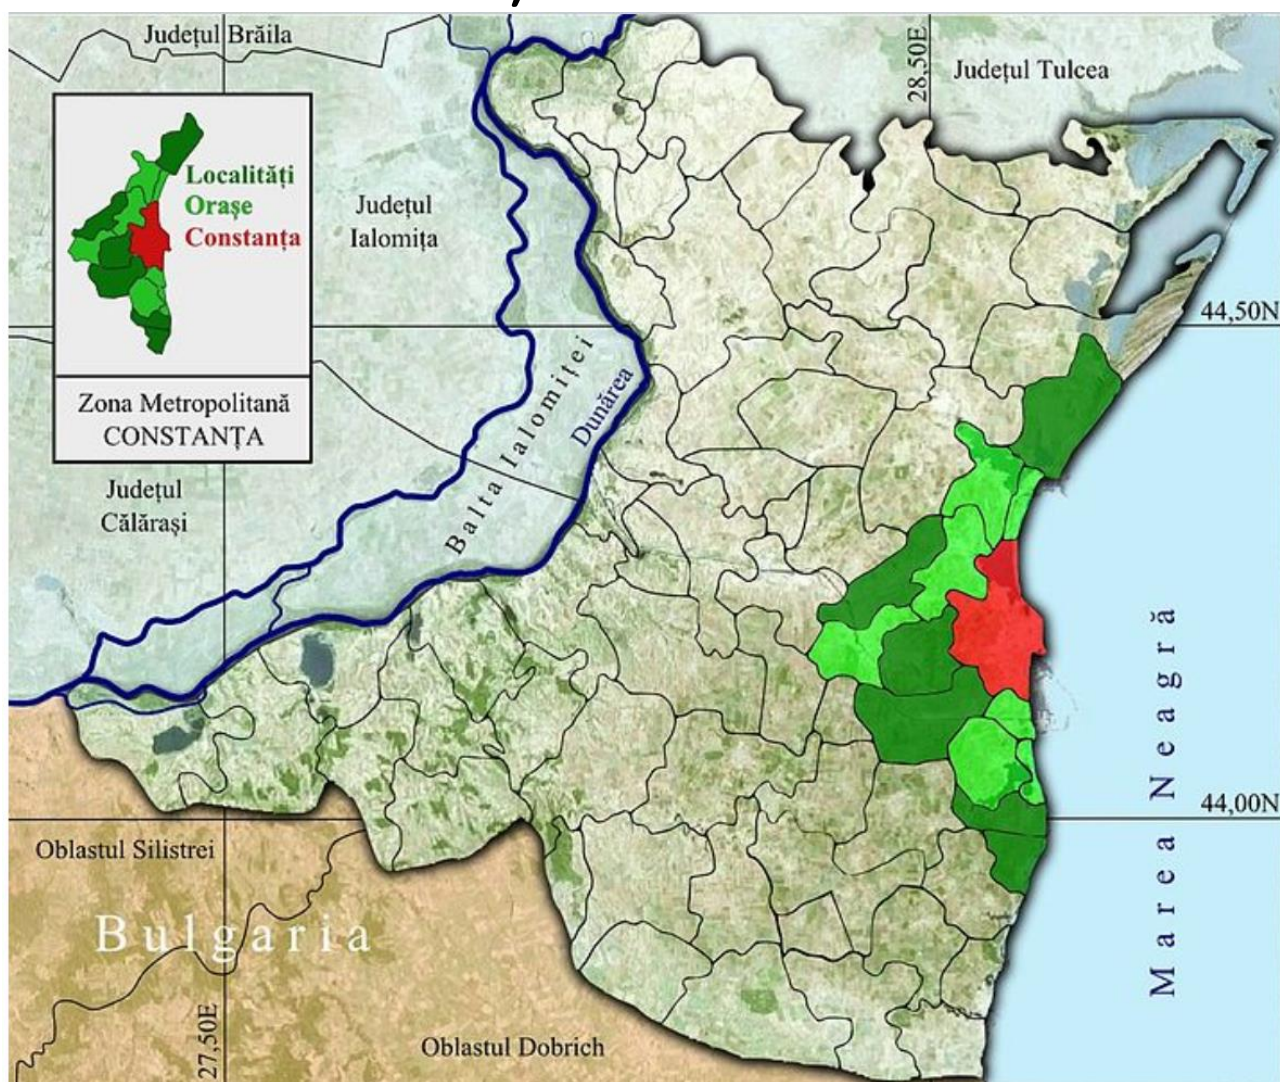 Județul Brăila
28,50E
Județul Tulcea
Localități
Orașe
Constanța
Județul
Ialomița
44,50N
Balta Ialomiței
Dunărea
Zona Metropolitană
CONSTANȚA
Județul
Călărași
Marea Neagră
44,00N
Oblastul Silistrei
Bulgaria
27,50E
Oblastul Dobrich